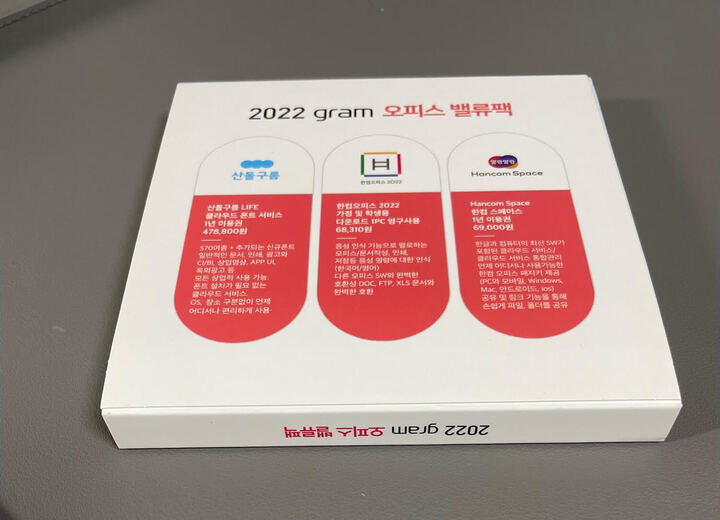 2022 gram 오피스 밸류팩
산돌구름
산돌구름 LIFE
클라우드 폰트 서비스
1년 이용권
478,800원
570여종 + 추가되는 신규폰트
일반적인 문서, 인쇄, 광고와
CI/BI, 상업영상, APP UI,
옥외광고 등
모든 상업적 사용 가능.
폰트 설치가 필요 없는
클라우드 서비스.
OS, 장소 구분없이 언제
어디서나 편리하게 사용
한컴오피스 2022
한컴오피스 2022
가정 및 학생용
다운로드 1PC 영구사용
68,310원
음성 인식 기능으로 말로하는
오피스/문서작성, 인쇄,
저장등 음성 명령에 대한 인식
(한국어/영어)
다른 오피스 SW와 완벽한
호환성 DOC, FTP, XLS 문서와
완벽한 호환
말랑말랑
Hancom Space
Hancom Space
한컴 스페이스
1년 이용권
69,000원
한글과 컴퓨터의 최신 SW가
포함된 클라우드 서비스/
클라우드 서비스 통합관리
언제 어디서나 사용가능한
한컴 오피스 패지키 제공
(PC와 모바일, Windows,
Mac, 안드로이드, ios)
공유 및 링크 기능을 통해
손쉽게 파일, 폴더를 공유
2022 gram 오피스 밸류팩